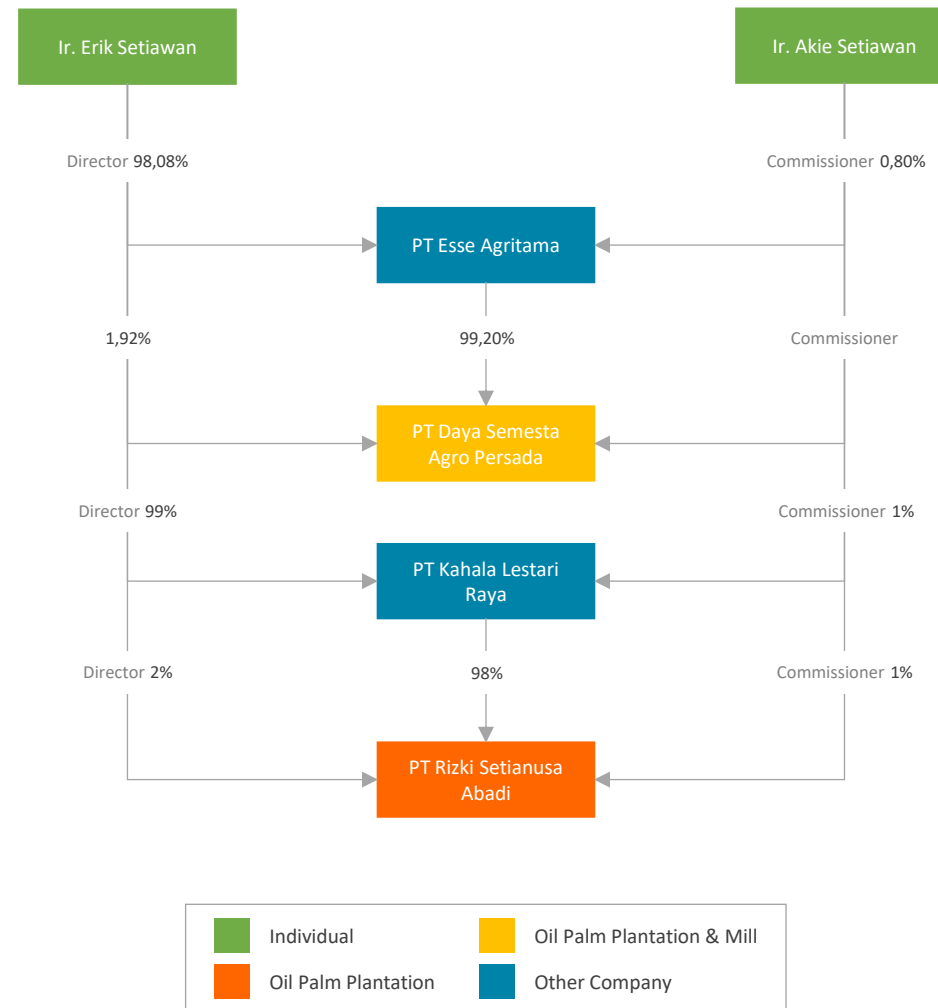 Ir. Erik Setiawan
Ir. Akie Setiawan
Director 98,08%
Commissioner 0,80%
PT Esse Agritama
1,92%
99,20%
Commissioner
PT Daya Semesta
Agro Persada
Director 99%
Commissioner 1%
PT Kahala Lestari
Raya
Director 2%
98%
Commissioner 1%
PT Rizki Setianusa
Abadi
Individual
Oil Palm Plantation & Mill
Oil Palm Plantation
Other Company